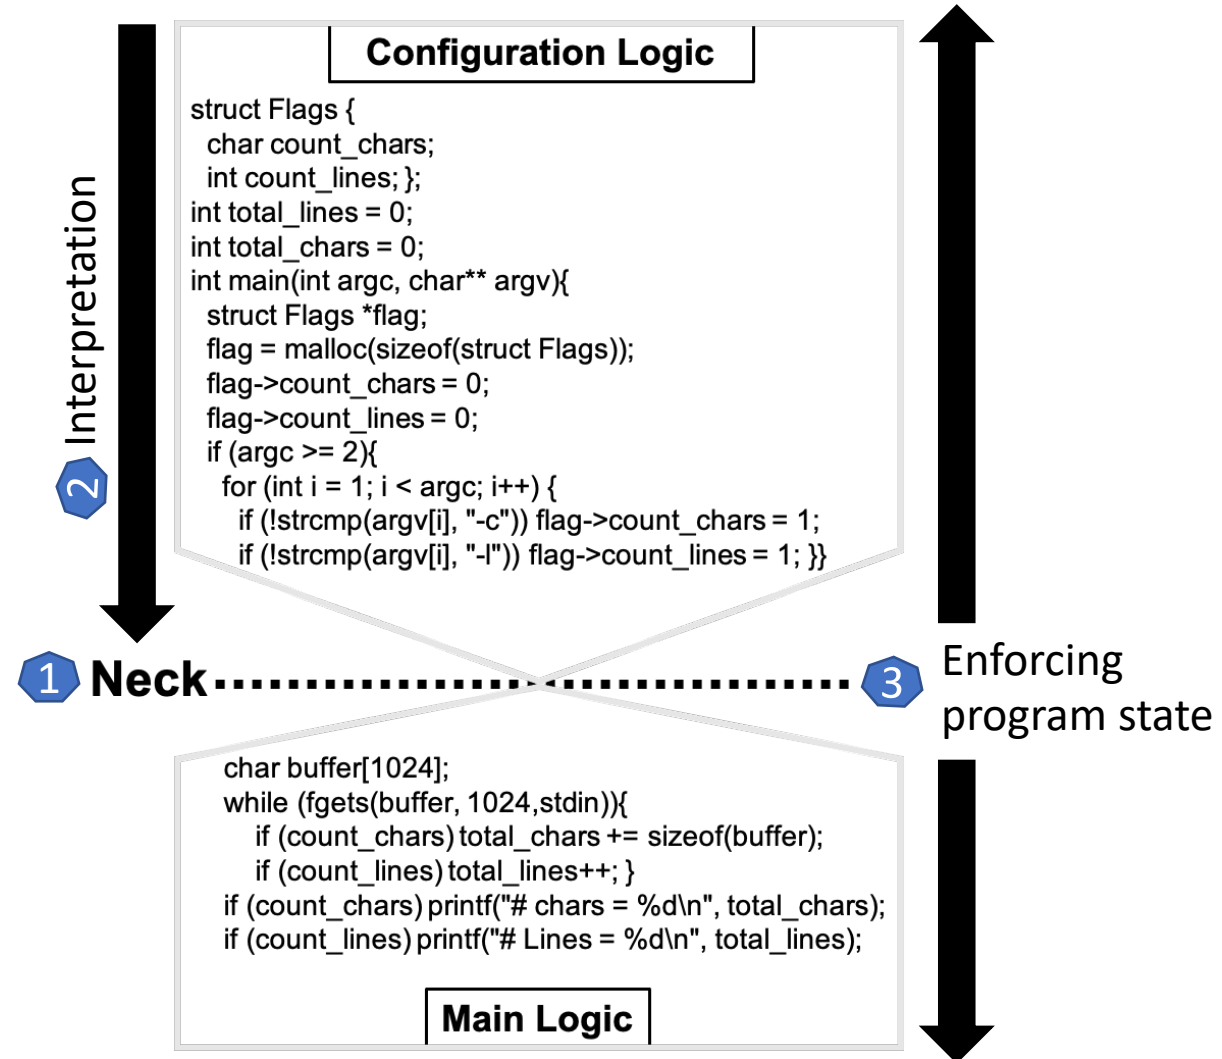 Configuration Logic
struct Flags {
char count_chars;
int count_lines; };
int total_lines = 0;
int total_chars = 0;
int main(int argc, char** argv){
struct Flags *flag;
flag = malloc(sizeof(struct Flags));
flag->count_chars = 0;
flag->count_lines = 0;
if (argc >= 2){
for (int i = 1; i < argc; i++) {
if (!strcmp(argv[i], "-c")) flag->count_chars = 1;
if (!strcmp(argv[i], "-l")) flag->count_lines = 1; }}
2 Interpretation
1 Neck
3 Enforcing
program state
char buffer[1024];
while (fgets(buffer, 1024,stdin)){
if (count_chars) total_chars += sizeof(buffer);
if (count_lines) total_lines++; }
if (count_chars) printf("# chars = %d\n", total_chars);
if (count_lines) printf("# Lines = %d\n", total_lines);
Main Logic